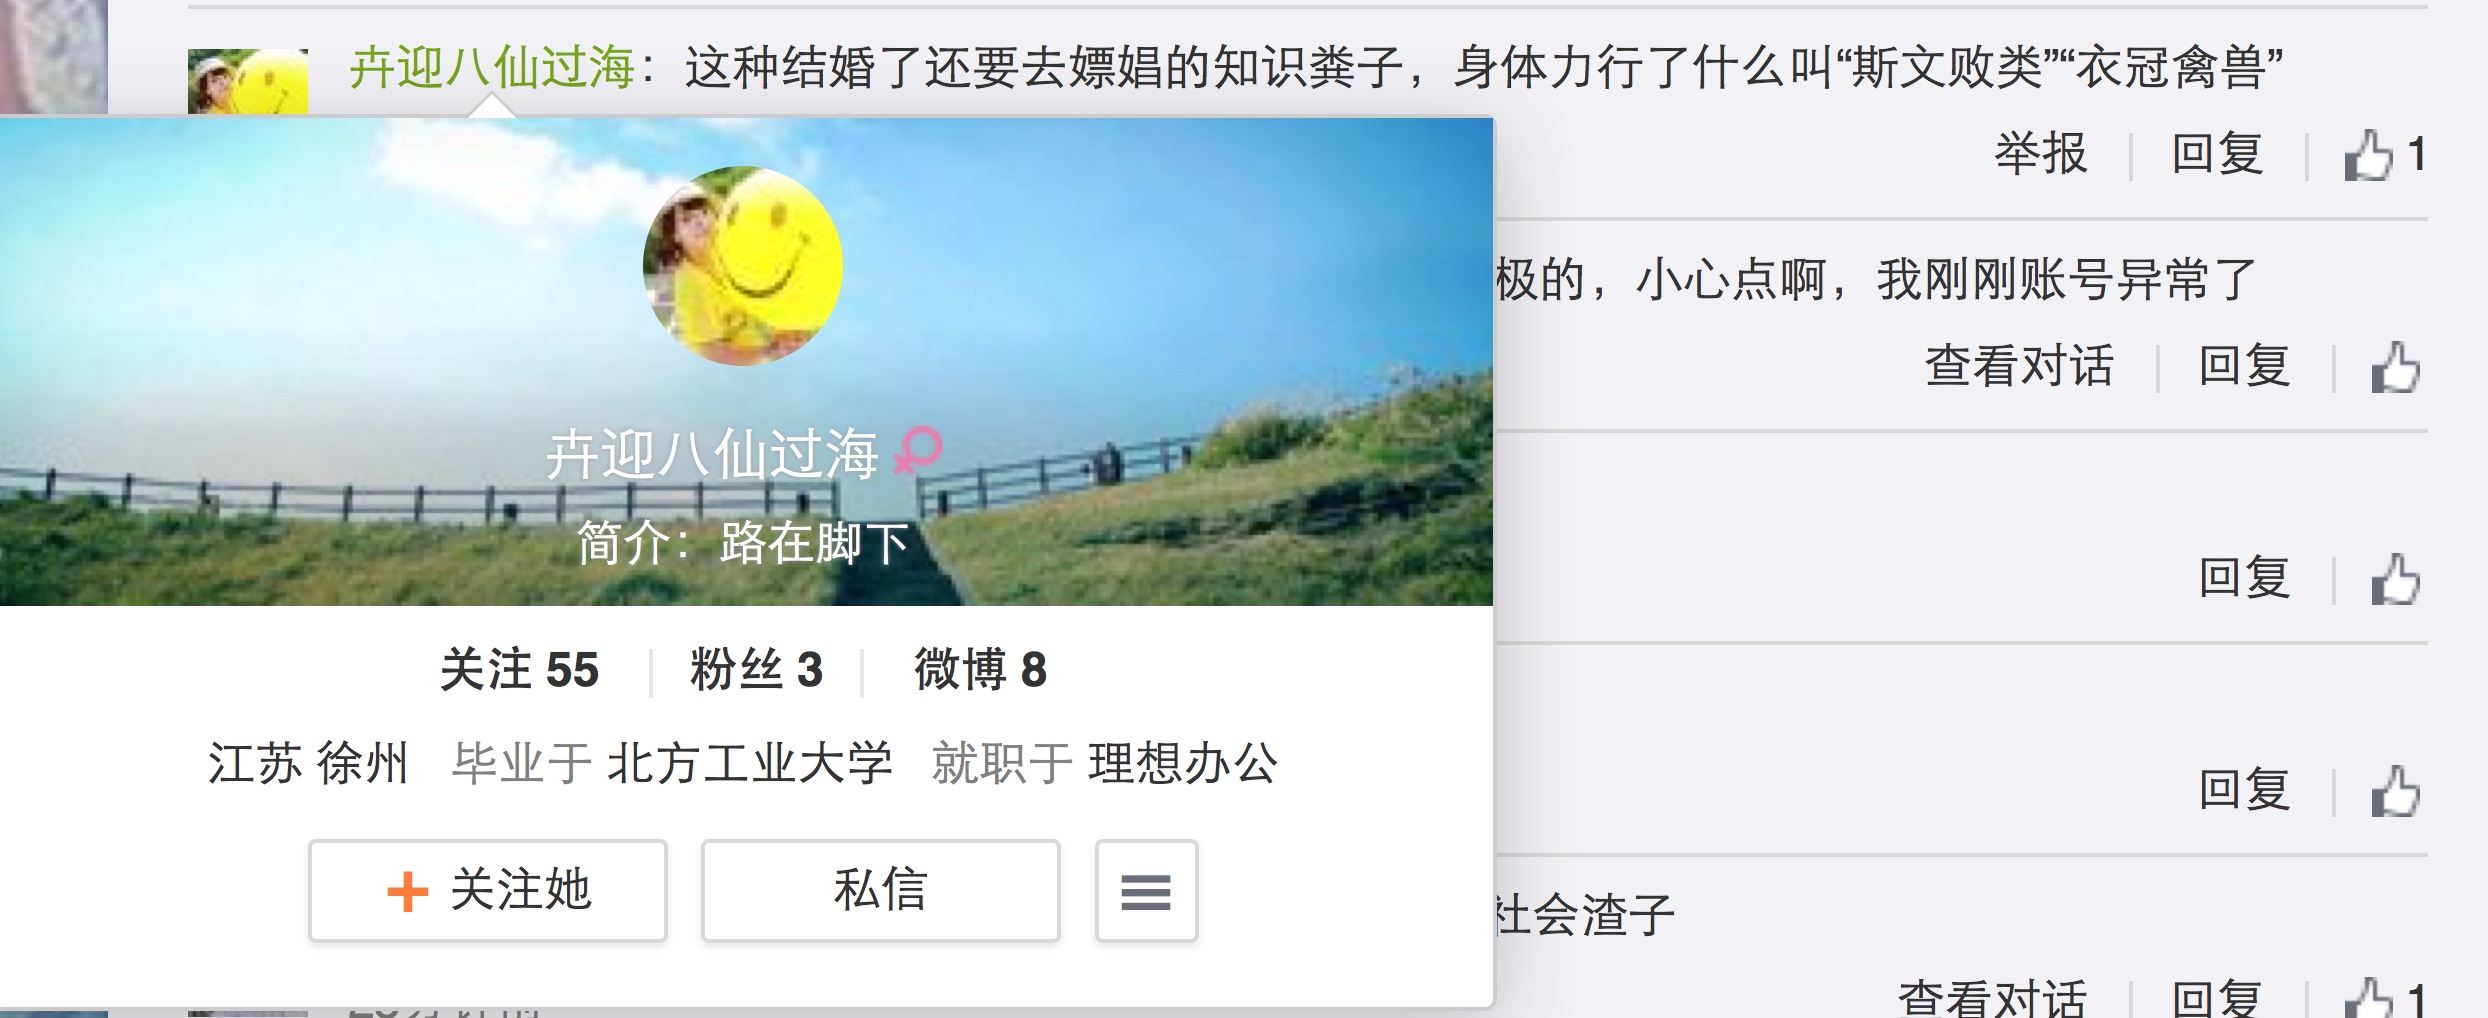 卉迎八仙过海：这种结婚了还要去嫖娼的知识粪子，身体力行了什么叫“斯文败类”“衣冠禽兽”
举报 回复 1
极的，小心点啊，我刚刚账号异常了
查看对话 回复
卉迎八仙过海
简介：路在脚下
回复
关注 55 粉丝 3 微博 8
江苏 徐州 毕业于 北方工业大学 就职于 理想办公
回复
+ 关注她 私信
社会渣子
查看对话 回复 1